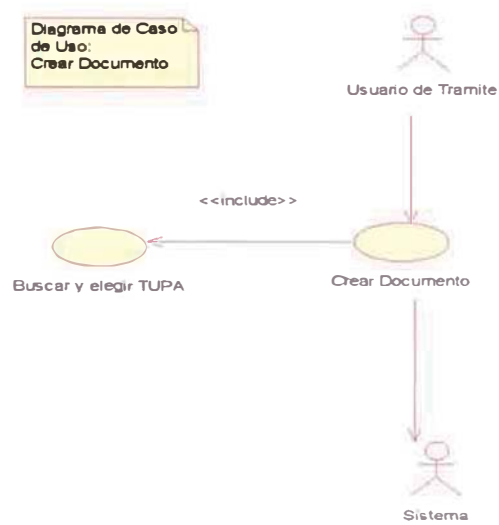 Diagrama de Caso
de Uso:
Crear Documento
Usuario de Tramite
<<include>>
Buscar y elegir TUPA
Crear Documento
Sistema